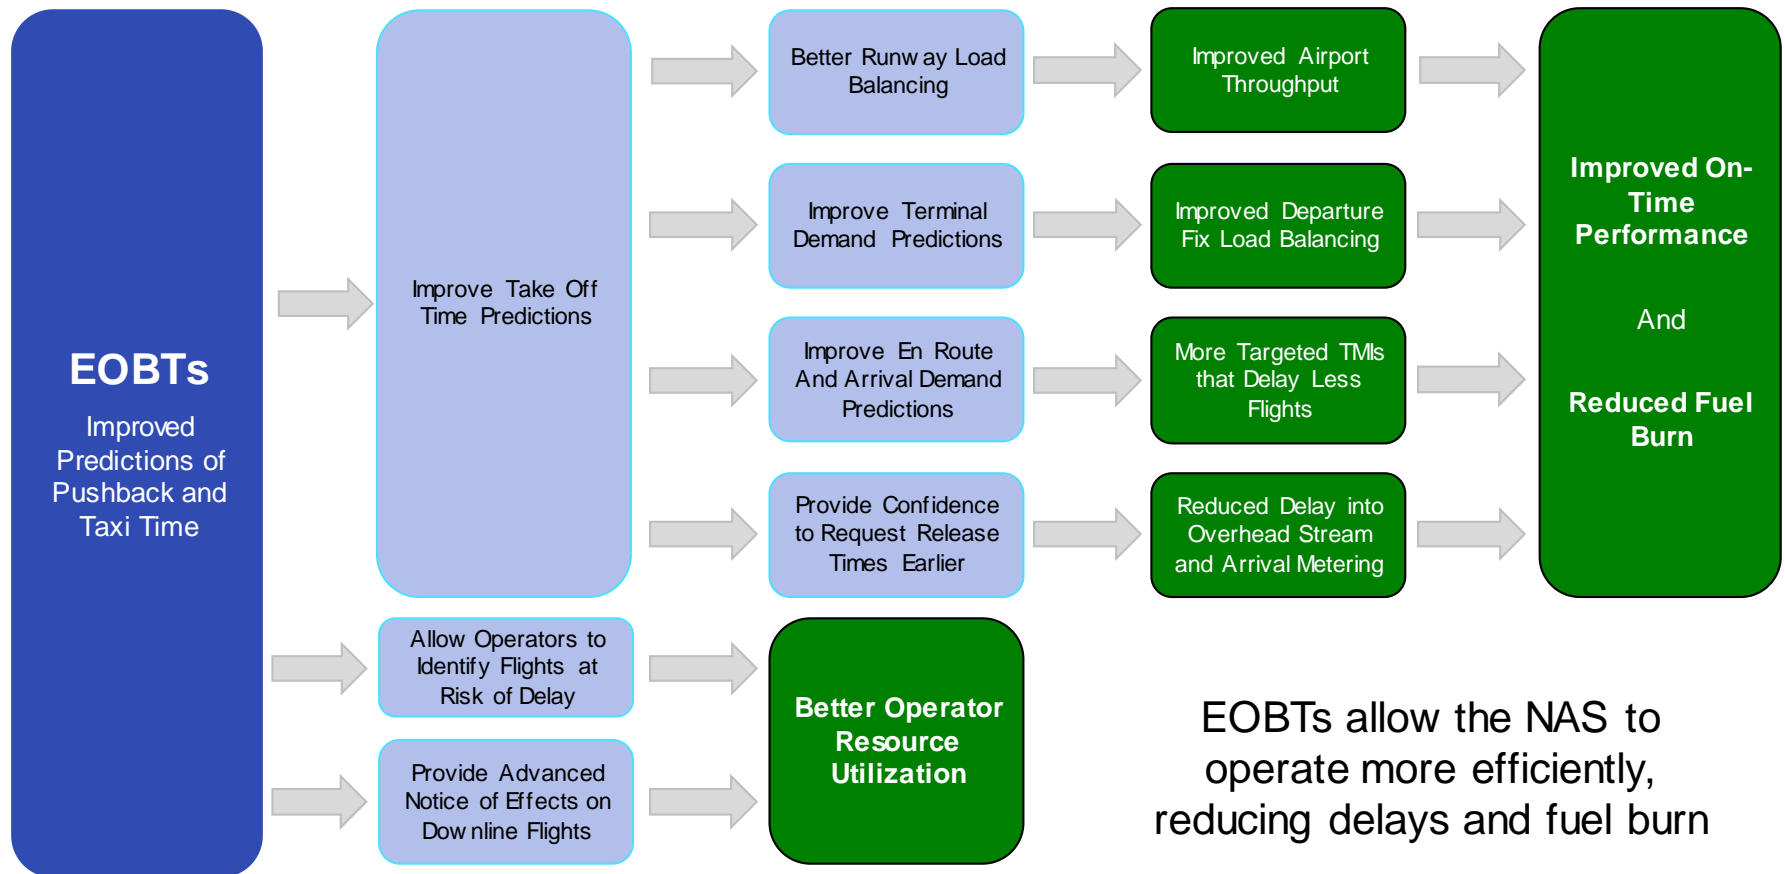 EOBTs
Improved
Predictions of
Pushback and
Taxi Time
Improve Take Off
Time Predictions
Allow Operators to
Identify Flights at
Risk of Delay
Provide Advanced
Notice of Effects on
Downline Flights
Better Runway Load
Balancing
Improve Terminal
Demand Predictions
Improve En Route
And Arrival Demand
Predictions
Provide Confidence
to Request Release
Times Earlier
Better Operator
Resource
Utilization
Improved Airport
Throughput
Improved Departure
Fix Load Balancing
More Targeted TMIs
that Delay Less
Flights
Reduced Delay into
Overhead Stream
and Arrival Metering
Improved On-
Time
Performance
And
Reduced Fuel
Burn
EOBTs allow the NAS to
operate more efficiently,
reducing delays and fuel burn